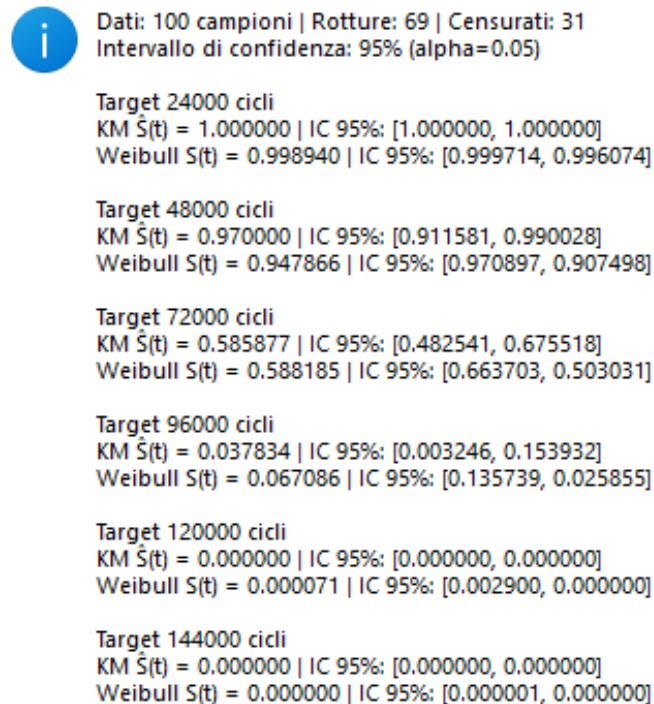 Dati: 100 campioni | Rotture: 69 | Censurati: 31
Intervallo di confidenza: 95% (alpha=0.05)
Target 24000 cicli
KM Ŝ(t) = 1.000000 | IC 95%: [1.000000, 1.000000]
Weibull S(t) = 0.998940 | IC 95%: [0.999714, 0.996074]
Target 48000 cicli
KM Ŝ(t) = 0.970000 | IC 95%: [0.911581, 0.990028]
Weibull S(t) = 0.947866 | IC 95%: [0.970897, 0.907498]
Target 72000 cicli
KM Ŝ(t) = 0.585877 | IC 95%: [0.482541, 0.675518]
Weibull S(t) = 0.588185 | IC 95%: [0.663703, 0.503031]
Target 96000 cicli
KM Ŝ(t) = 0.037834 | IC 95%: [0.003246, 0.153932]
Weibull S(t) = 0.067086 | IC 95%: [0.135739, 0.025855]
Target 120000 cicli
KM Ŝ(t) = 0.000000 | IC 95%: [0.000000, 0.000000]
Weibull S(t) = 0.000071 | IC 95%: [0.002900, 0.000000]
Target 144000 cicli
KM Ŝ(t) = 0.000000 | IC 95%: [0.000000, 0.000000]
Weibull S(t) = 0.000000 | IC 95%: [0.000001, 0.000000]